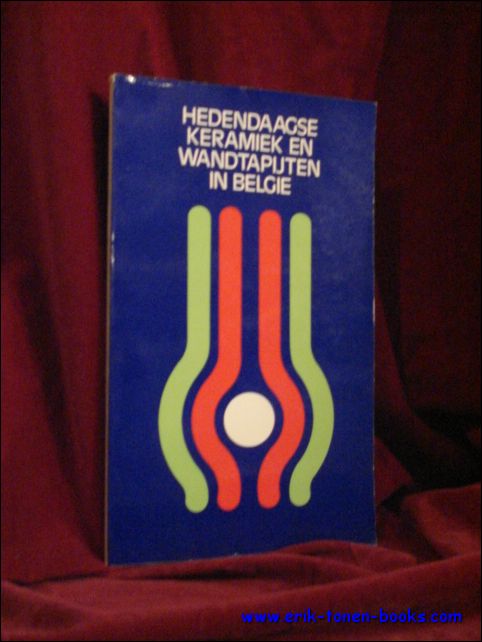 HEDENDAAGSE
KERAMIEK EN
WANDTAPIJTEN
IN BELGIE
www.erik-tonen-books.com